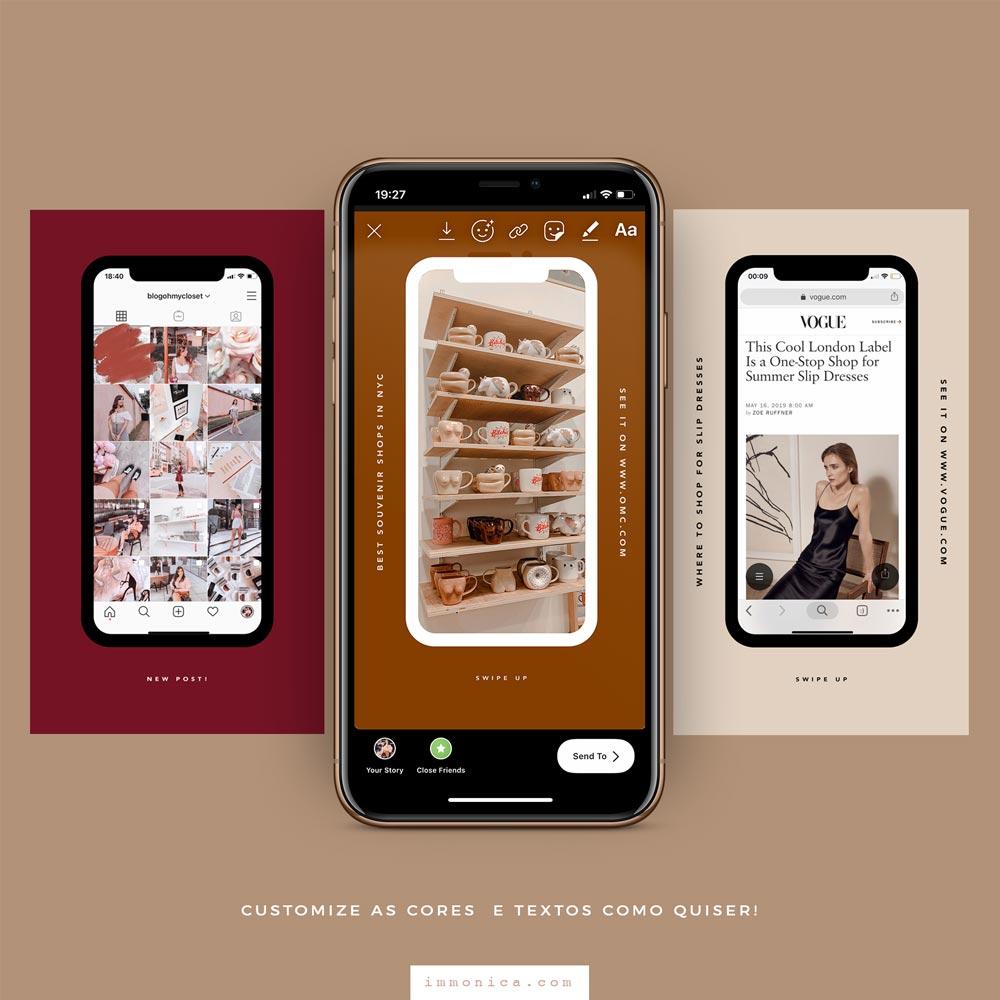 18:40
blogohmycloset
NEW POST!
19:27
Aa
BEST SOUVENIR SHOPS IN NYC
SEE IT ON WWW.OMC.COM
SWIPE UP
Your Story
Close Friends
Send To
WHERE TO SHOP FOR SLIP DRESSES
00:09
vogue.com
VOGUE
SUBSCRIBE
This Cool London Label
Is a One-Stop Shop for
Summer Slip Dresses
MAY 16, 2019 8:00 AM
by ZOE RUFFNER
SEE IT ON WWW.VOGUE.COM
SWIPE UP
CUSTOMIZE AS CORES E TEXTOS COMO QUISER!
immonica.com